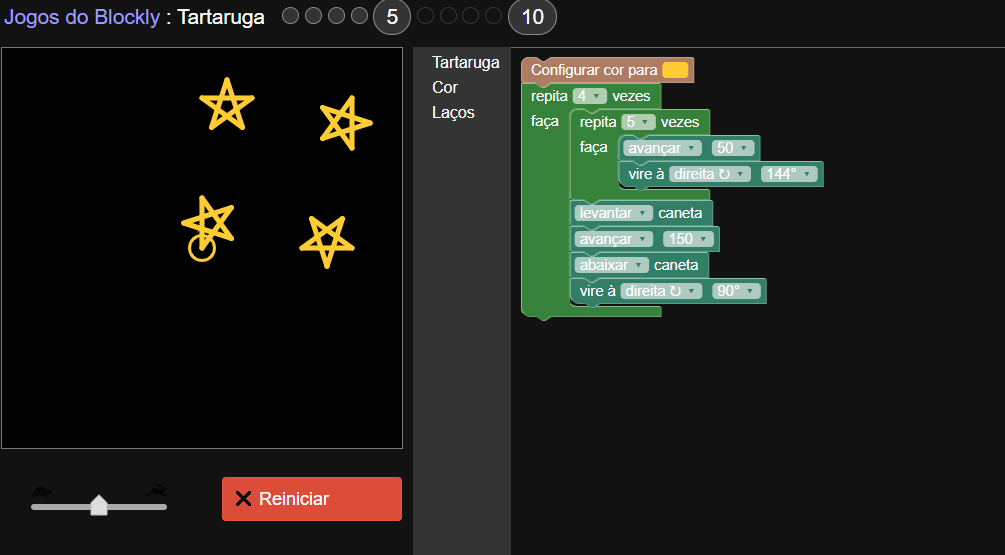 Jogos do Blockly : Tartaruga 5 10
Tartaruga
Cor
Laços
Configurar cor para
repita 4 vezes
faça repita 5 vezes
faça avançar 50
vire à direita ↻ 144°
levantar caneta
avançar 150
abaixar caneta
vire à direita ↻ 90°
Reiniciar